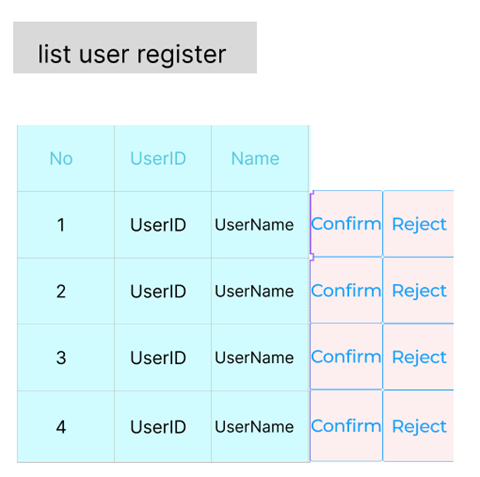 list user register
No UserID Name
1 UserID UserName Confirm Reject
2 UserID UserName Confirm Reject
3 UserID UserName Confirm Reject
4 UserID UserName Confirm Reject